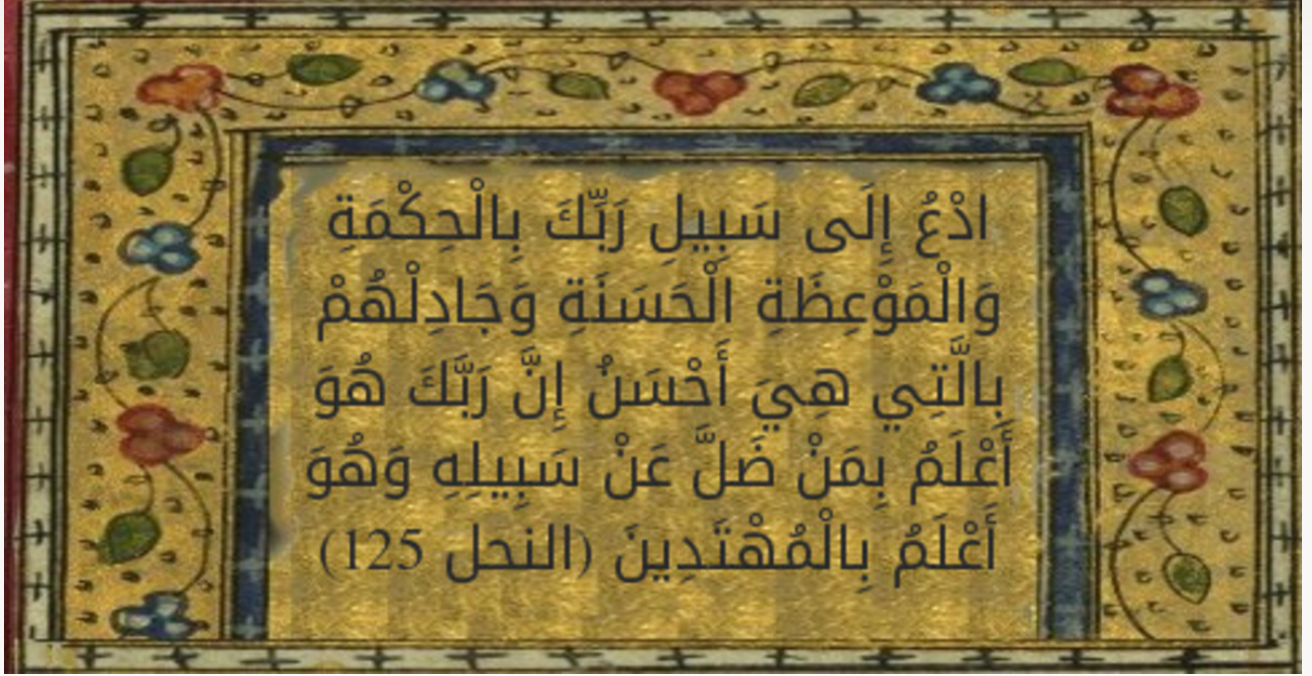 ادْعُ إِلَى سَبِيلِ رَبِّكَ بِالْحِكْمَةِ
وَالْمَوْعِظَةِ الْحَسَنَةِ وَجَادِلْهُمْ
بِالَّتِي هِيَ أَحْسَنُ إِنَّ رَبَّكَ هُوَ
أَعْلَمُ بِمَنْ ضَلَّ عَنْ سَبِيلِهِ وَهُوَ
أَعْلَمُ بِالْمُهْتَدِينَ (النحل 125)